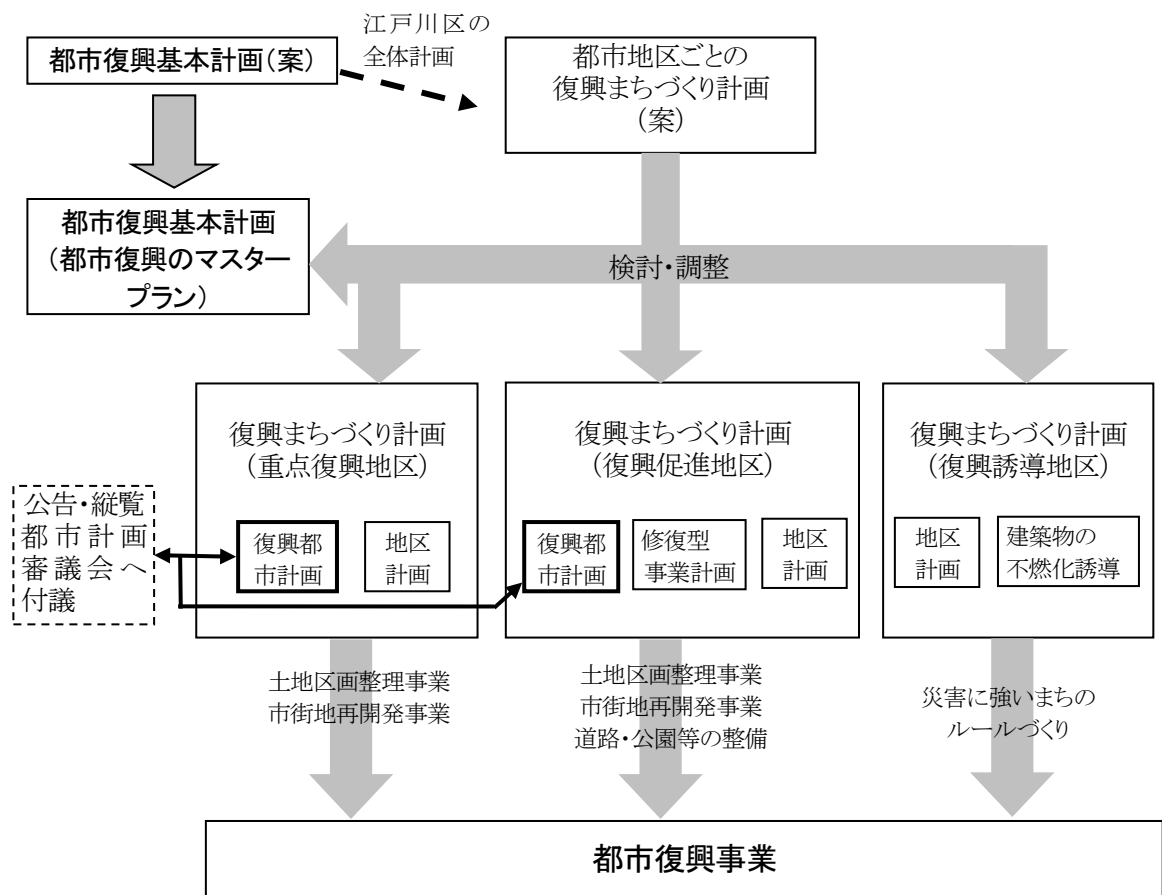 江戸川区の
全体計画
都市復興基本計画(案)
都市地区ごとの
復興まちづくり計画
(案)
都市復興基本計画
(都市復興のマスター
プラン)
検討・調整
復興まちづくり計画
(重点復興地区)
復興都
市計画
地区
計画
復興まちづくり計画
(復興促進地区)
復興都
市計画
修復型
事業計画
地区
計画
復興まちづくり計画
(復興誘導地区)
地区
計画
建築物の
不燃化誘導
公告・縦覧
都市計画
審議会へ
付議
土地区画整理事業
市街地再開発事業
土地区画整理事業
市街地再開発事業
道路・公園等の整備
災害に強いまちの
ルールづくり
都市復興事業